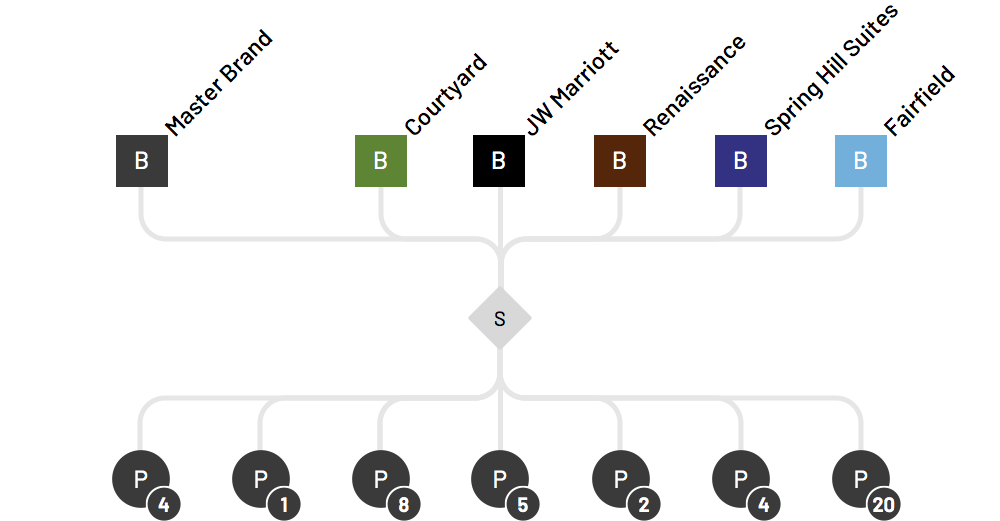 Master Brand
Courtyard
JW Marriott
Renaissance
Spring Hill Suites
Fairfield
B
B
B
B
B
B
S
P
P
P
P
P
P
P
4
1
8
5
2
4
20